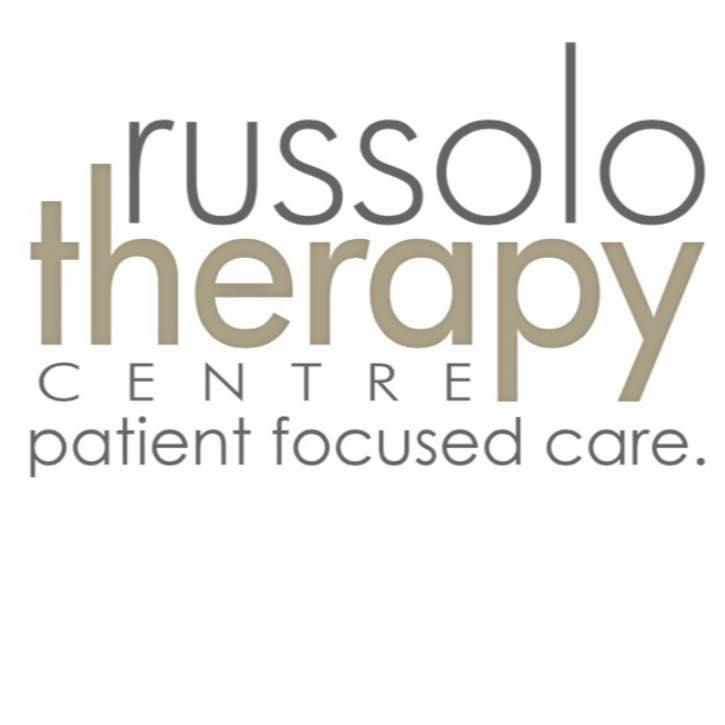 russolo
therapy
CENTRE
patient focused care.